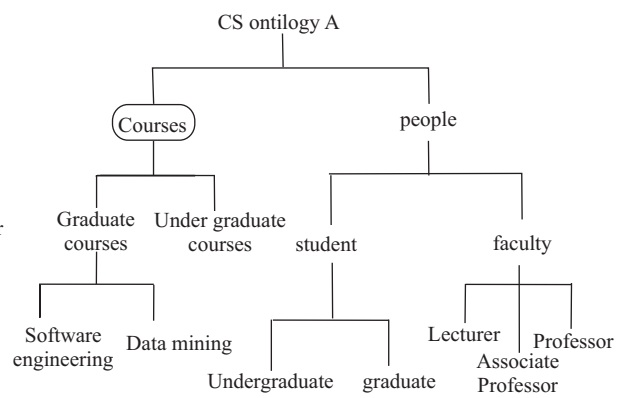 CS ontilogy A
Courses
people
Graduate
courses
Under graduate
courses
student
faculty
r
Software
engineering
Data mining
Undergraduate
graduate
Lecturer
Associate
Professor
Professor